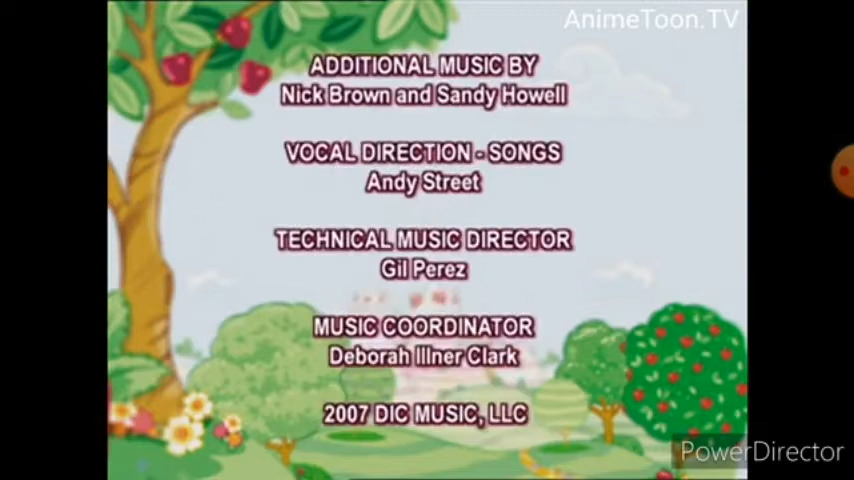 AnimeToon.TV
ADDITIONAL MUSIC BY
Nick Brown and Sandy Howell
VOCAL DIRECTION - SONGS
Andy Street
TECHNICAL MUSIC DIRECTOR
Gil Perez
MUSIC COORDINATOR
Deborah Illner Clark
2007 DIC MUSIC, LLC
PowerDirector